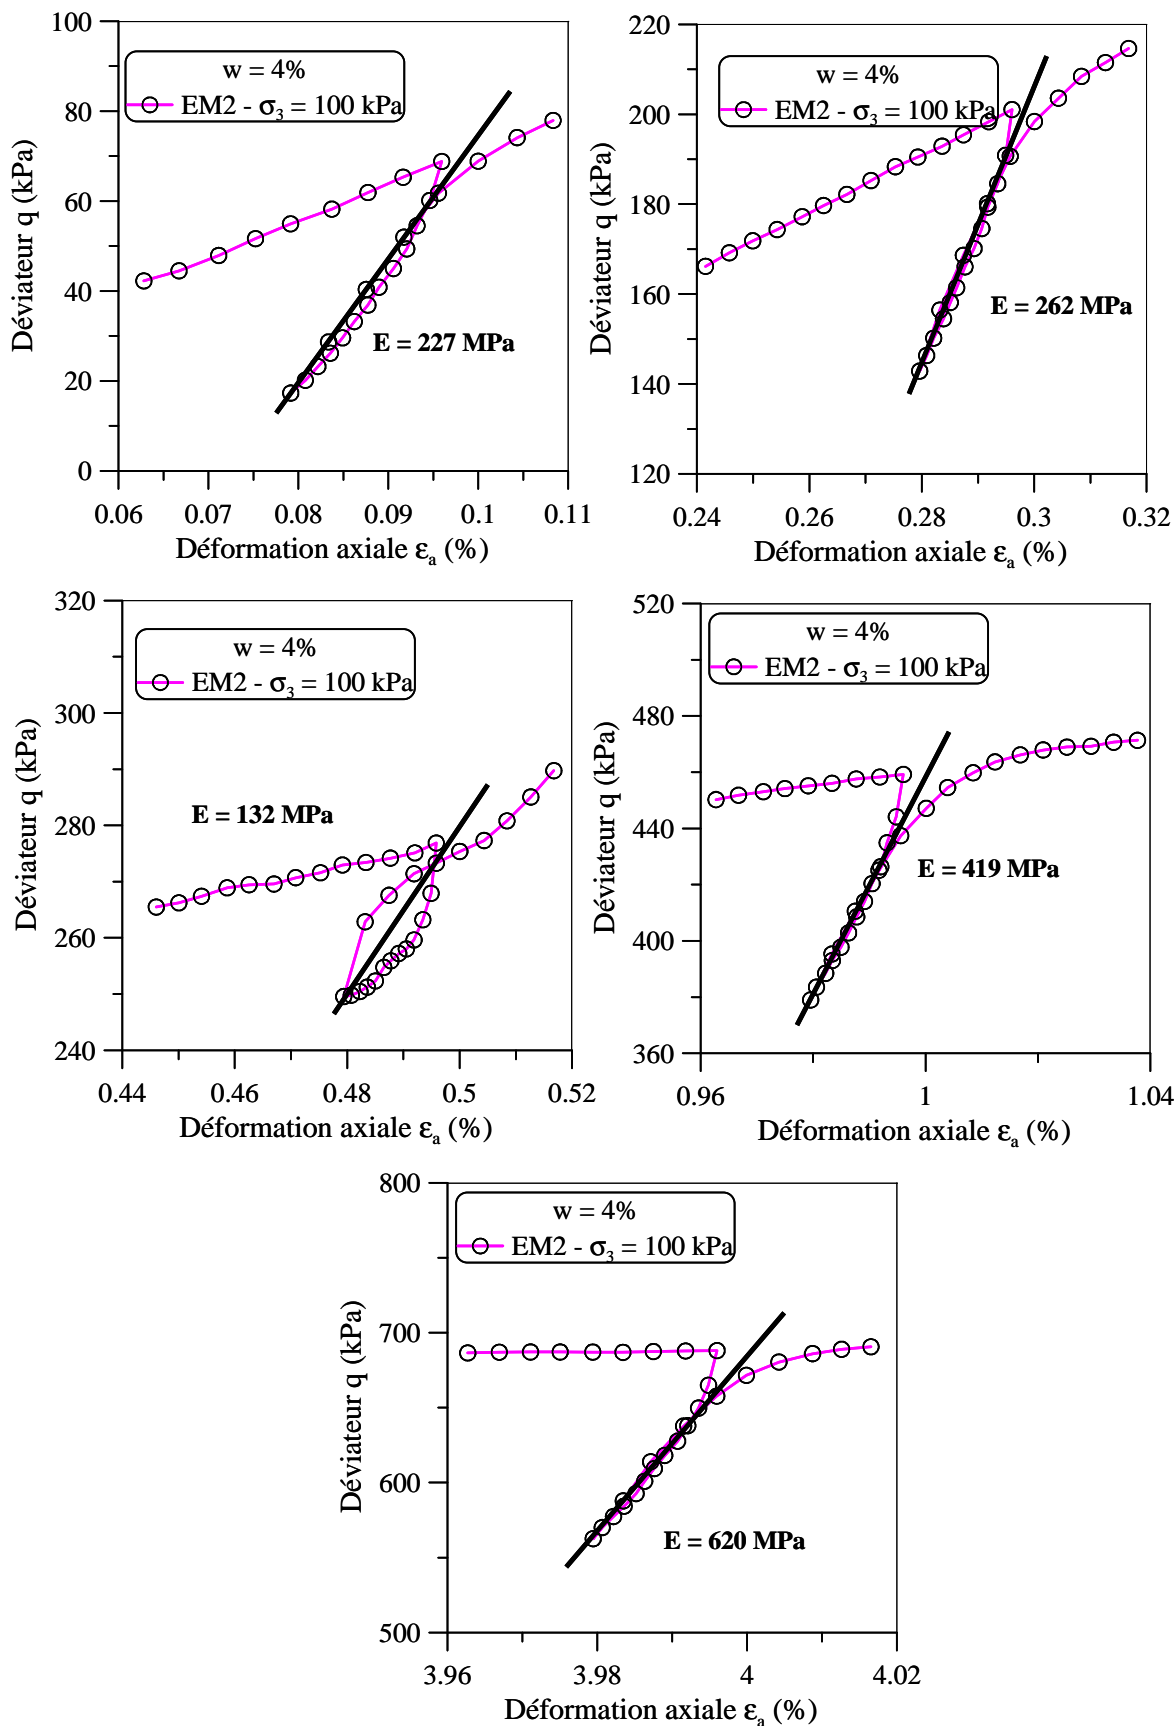 100
80
60
40
20
0
Déviateur q (kPa)
w = 4%
EM2 - σ₃ = 100 kPa
E = 227 MPa
0.06 0.07 0.08 0.09 0.1 0.11
Déformation axiale εₐ (%)
220
200
180
160
140
120
Déviateur q (kPa)
w = 4%
EM2 - σ₃ = 100 kPa
E = 262 MPa
0.24 0.26 0.28 0.3 0.32
Déformation axiale εₐ (%)
320
300
280
260
240
Déviateur q (kPa)
w = 4%
EM2 - σ₃ = 100 kPa
E = 132 MPa
0.44 0.46 0.48 0.5 0.52
Déformation axiale εₐ (%)
520
480
440
400
360
Déviateur q (kPa)
w = 4%
EM2 - σ₃ = 100 kPa
E = 419 MPa
0.96 1 1.04
Déformation axiale εₐ (%)
800
700
600
500
Déviateur q (kPa)
w = 4%
EM2 - σ₃ = 100 kPa
E = 620 MPa
3.96 3.98 4 4.02
Déformation axiale εₐ (%)